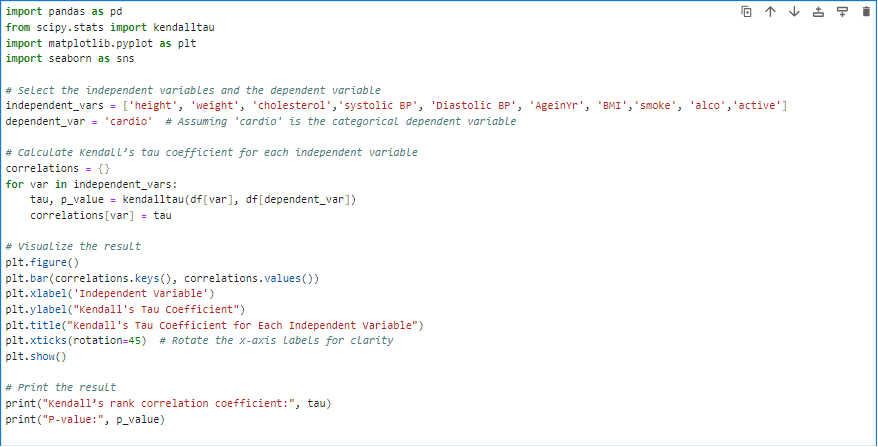 import pandas as pd
from scipy.stats import kendalltau
import matplotlib.pyplot as plt
import seaborn as sns

# Select the independent variables and the dependent variable
independent_vars = ['height', 'weight', 'cholesterol','systolic BP', 'Diastolic BP', 'AgeinYr', 'BMI','smoke', 'alco','active']
dependent_var = 'cardio'  # Assuming 'cardio' is the categorical dependent variable

# Calculate Kendall’s tau coefficient for each independent variable
correlations = {}
for var in independent_vars:
    tau, p_value = kendalltau(df[var], df[dependent_var])
    correlations[var] = tau

# Visualize the result
plt.figure()
plt.bar(correlations.keys(), correlations.values())
plt.xlabel('Independent Variable')
plt.ylabel("Kendall's Tau Coefficient")
plt.title("Kendall's Tau Coefficient for Each Independent Variable")
plt.xticks(rotation=45)  # Rotate the x-axis labels for clarity
plt.show()

# Print the result
print("Kendall’s rank correlation coefficient:", tau)
print("P-value:", p_value)